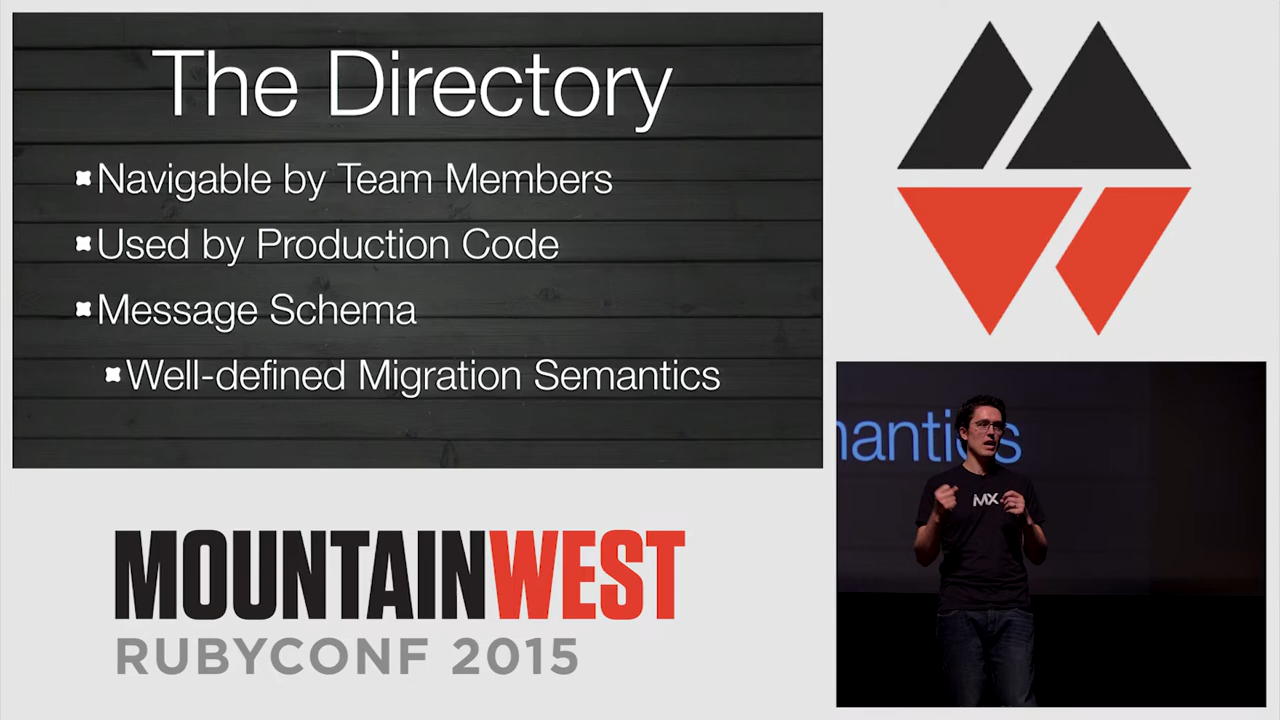 The Directory
Navigable by Team Members
Used by Production Code
Message Schema
Well-defined Migration Semantics
MOUNTAINWEST
RUBYCONF 2015
mantics
MX